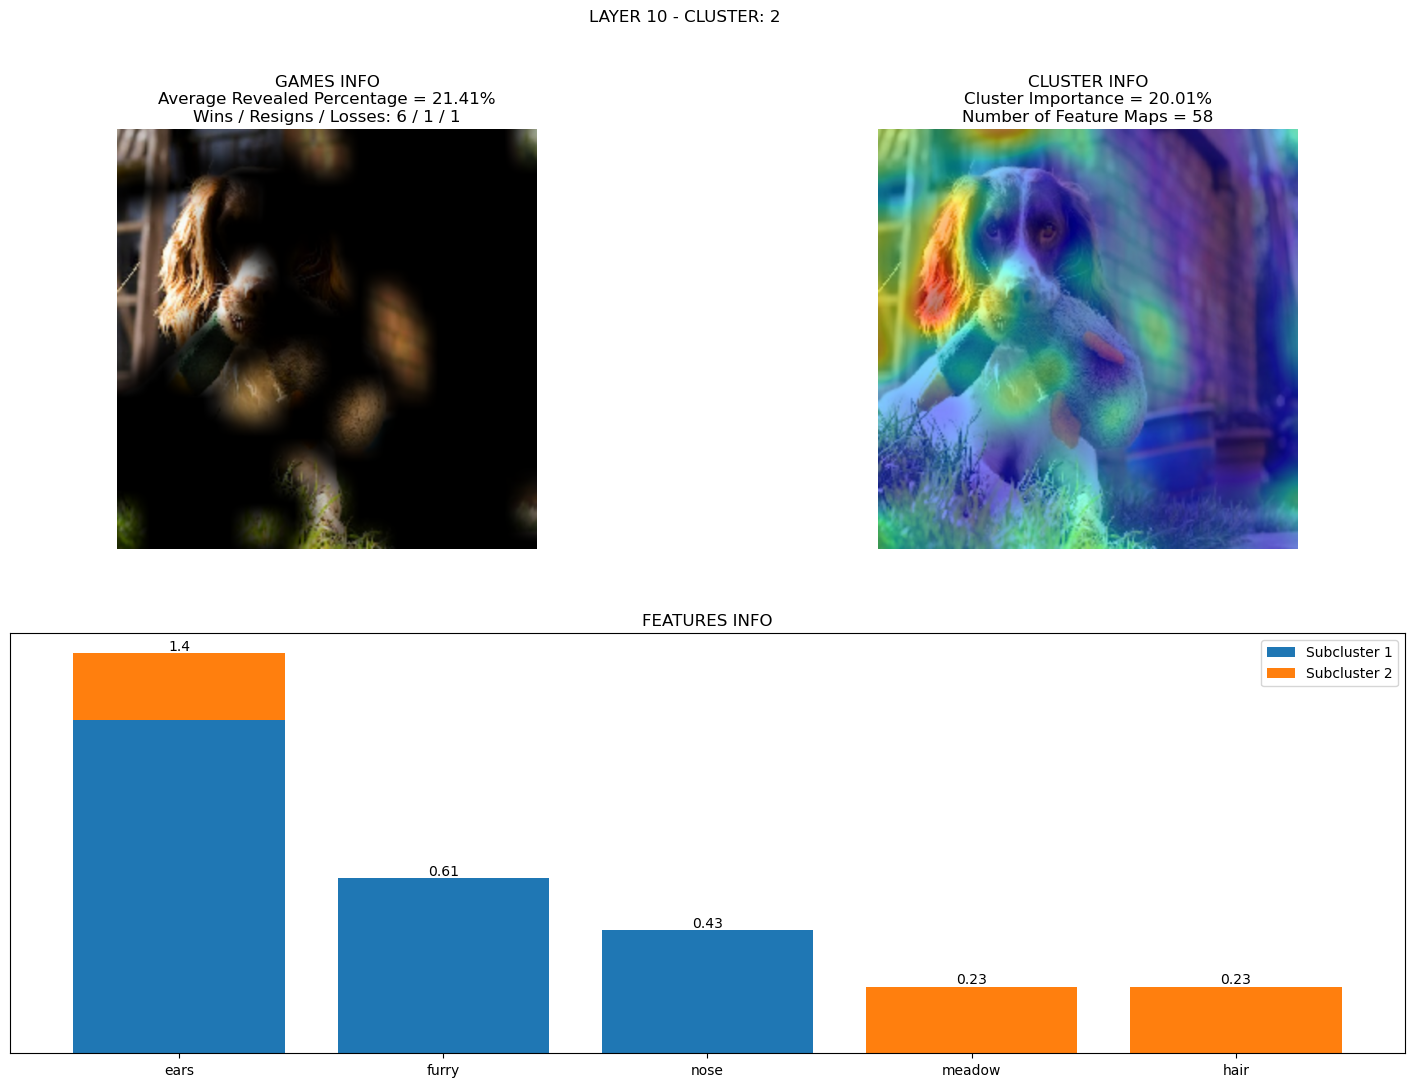 LAYER 10 - CLUSTER: 2
GAMES INFO
Average Revealed Percentage = 21.41%
Wins / Resigns / Losses: 6 / 1 / 1
CLUSTER INFO
Cluster Importance = 20.01%
Number of Feature Maps = 58
FEATURES INFO
Subcluster 1
Subcluster 2
1.4
0.61
0.43
0.23
0.23
ears
furry
nose
meadow
hair